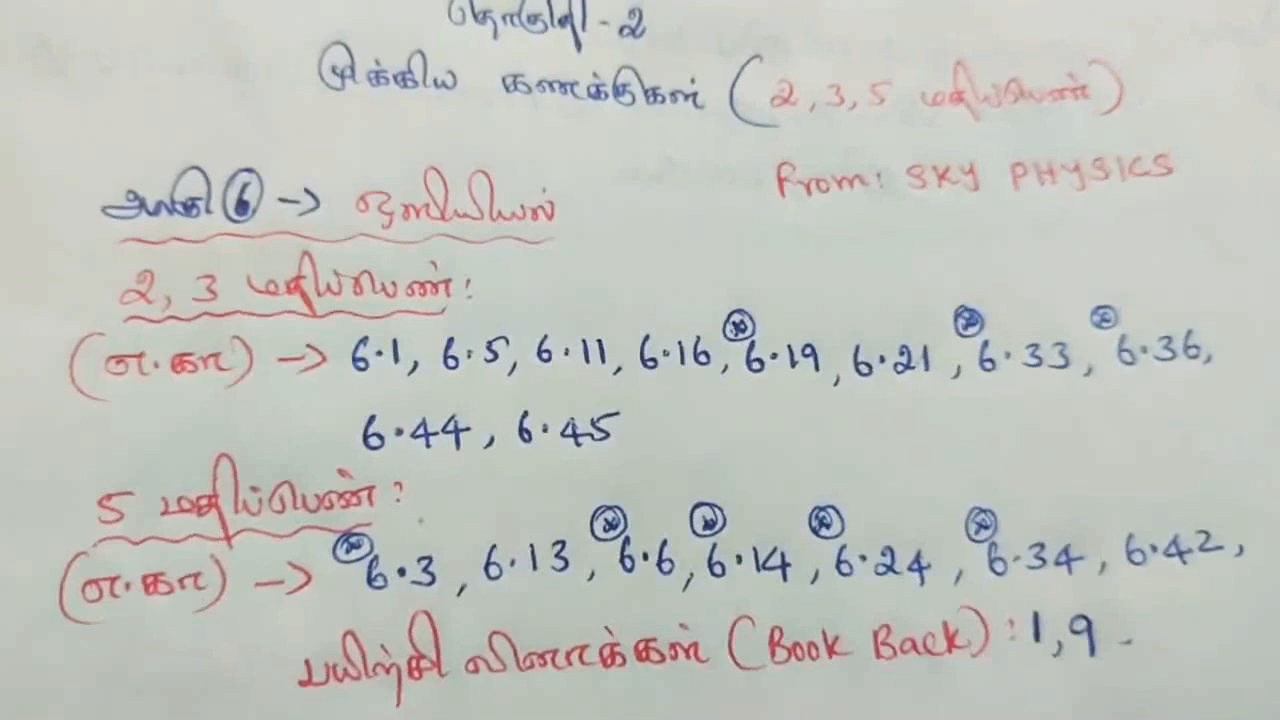 தொகுதி - 2
முக்கிய கணக்குகள் (2, 3, 5 மதிப்பெண்)
From: SKY PHYSICS
அலகு 6 -> ஒளியியல்
2, 3 மதிப்பெண்:
(எ.கா) -> 6.1, 6.5, 6.11, 6.16, 6.19, 6.21, 6.33, 6.36,
6.44, 6.45
5 மதிப்பெண்:
(எ.கா) -> 6.3, 6.13, 6.6, 6.14, 6.24, 6.34, 6.42,
பயிற்சி வினாக்கள் (Book Back) : 1, 9.